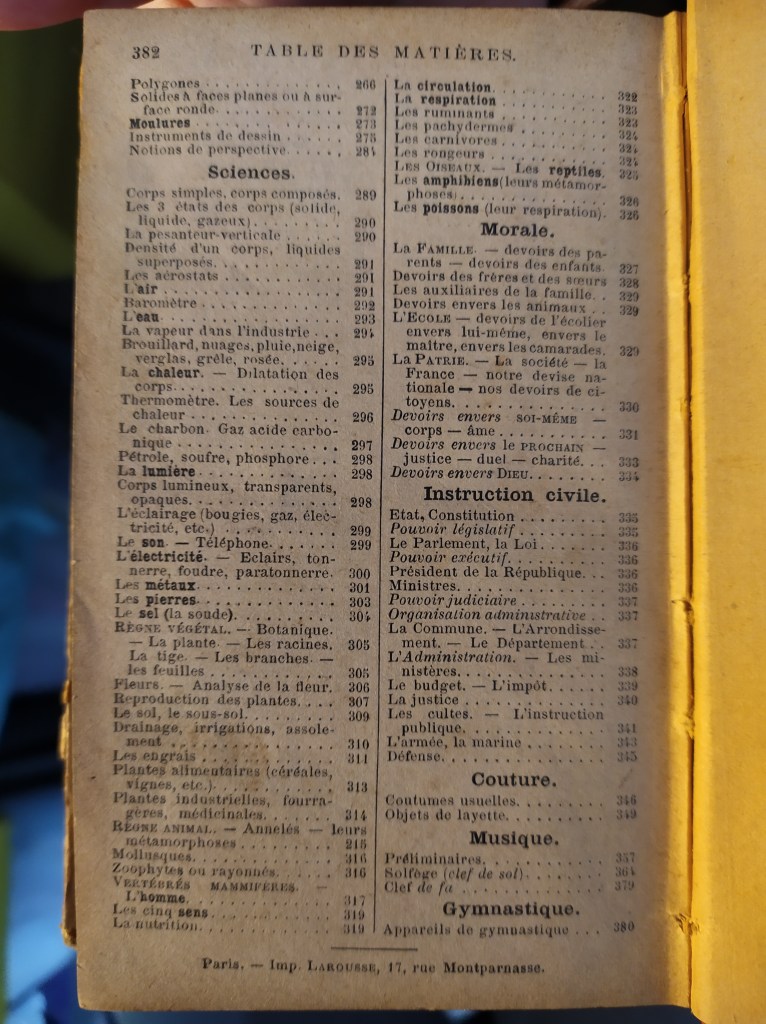 382 TABLE DES MATIÈRES.
Polygones . . . . . . . . . . . . . 266
Solides à faces planes ou à sur-
face ronde. . . . . . . . . . . . 272
Moulures . . . . . . . . . . . . . 273
Instruments de dessin . . . . . . 275
Notions de perspective. . . . . . 284
Sciences.
Corps simples, corps composés. 289
Les 3 états des corps (solide,
liquide, gazeux). . . . . . . . . 290
La pesanteur-verticale . . . . . . 290
Densité d'un corps, liquides
superposés. . . . . . . . . . . . 291
Les aérostats . . . . . . . . . . . 291
L'air . . . . . . . . . . . . . . . 291
Baromètre . . . . . . . . . . . . . 292
L'eau. . . . . . . . . . . . . . . 293
La vapeur dans l'industrie . . . 294
Brouillard, nuages, pluie, neige,
verglas, grêle, rosée. . . . . . 295
La chaleur. — Dilatation des
corps. . . . . . . . . . . . . . . 295
Thermomètre. Les sources de
chaleur . . . . . . . . . . . . . 296
Le charbon. Gaz acide carbo-
nique . . . . . . . . . . . . . . 297
Pétrole, soufre, phosphore. . . 298
La lumière . . . . . . . . . . . . 298
Corps lumineux, transparents,
opaques. . . . . . . . . . . . . 298
L'éclairage (bougies, gaz, élec-
tricité, etc.) . . . . . . . . . . 299
Le son. — Téléphone. . . . . . . 299
L'électricité. — Eclairs, ton-
nerre, foudre, paratonnerre. 300
Les métaux. . . . . . . . . . . . 301
Les pierres. . . . . . . . . . . . 303
Le sel (la soude). . . . . . . . . 304
RÈGNE VÉGÉTAL. — Botanique.
— La plante. — Les racines. 305
La tige. — Les branches. —
les feuilles . . . . . . . . . . . 305
Fleurs. — Analyse de la fleur. 306
Reproduction des plantes. . . . 307
Le sol, le sous-sol. . . . . . . . 309
Drainage, irrigations, assole-
ment . . . . . . . . . . . . . . 310
Les engrais . . . . . . . . . . . 311
Plantes alimentaires (céréales,
vignes, etc.). . . . . . . . . . . 313
Plantes industrielles, fourra-
gères, médicinales. . . . . . . 314
RÈGNE ANIMAL. — Annelés — leurs
métamorphoses . . . . . . . . . 215
Mollusques. . . . . . . . . . . . 316
Zoophytes ou rayonnés. . . . . 316
VERTÉBRÉS MAMMIFÈRES. —
L'homme. . . . . . . . . . . . . 317
Les cinq sens. . . . . . . . . . . 319
La nutrition. . . . . . . . . . . . 319
La circulation. . . . . . . . . . . 322
La respiration . . . . . . . . . . 322
Les ruminants . . . . . . . . . . 323
Les pachydermes . . . . . . . . . 323
Les carnivores . . . . . . . . . . 324
Les rongeurs . . . . . . . . . . . 324
LES OISEAUX. — Les reptiles. 325
Les amphibiens (leurs métamor-
phoses). . . . . . . . . . . . . . 326
Les poissons (leur respiration). 326
Morale.
La FAMILLE. — devoirs des pa-
rents — devoirs des enfants. 327
Devoirs des frères et des sœurs 328
Les auxiliaires de la famille. . 329
Devoirs envers les animaux . . 329
L'ECOLE — devoirs de l'écolier
envers lui-même, envers le
maître, envers les camarades. 329
La PATRIE. — La société — la
France — notre devise na-
tionale — nos devoirs de ci-
toyens. . . . . . . . . . . . . . 330
Devoirs envers SOI-MÊME —
corps — âme. . . . . . . . . . . 331
Devoirs envers le PROCHAIN —
justice — duel — charité. . . 333
Devoirs envers DIEU. . . . . . . 334
Instruction civile.
Etat, Constitution . . . . . . . . 335
Pouvoir législatif . . . . . . . . 335
Le Parlement, la Loi . . . . . . . 336
Pouvoir exécutif. . . . . . . . . 336
Président de la République. . . 336
Ministres. . . . . . . . . . . . . 336
Pouvoir judiciaire . . . . . . . . 337
Organisation administrative . . 337
La Commune. — L'Arrondisse-
ment. — Le Département . . 337
L'Administration. — Les mi-
nistères. . . . . . . . . . . . . 338
Le budget. — L'impôt. . . . . . 339
La justice . . . . . . . . . . . . 340
Les cultes. — L'instruction
publique. . . . . . . . . . . . . 341
L'armée, la marine . . . . . . . 343
Défense. . . . . . . . . . . . . . 345
Couture.
Coutumes usuelles. . . . . . . . 346
Objets de layette. . . . . . . . . 349
Musique.
Préliminaires. . . . . . . . . . . 357
Solfège (clef de sol). . . . . . . 364
Clef de fa . . . . . . . . . . . . 379
Gymnastique.
Appareils de gymnastique . . . 380
Paris. — Imp. LAROUSSE, 17, rue Montparnasse.